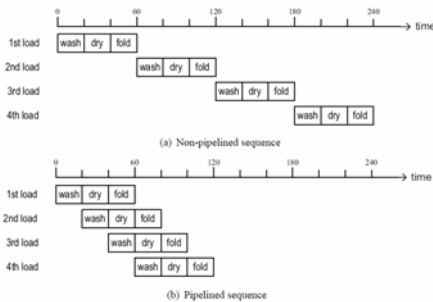 0 60 120 180 240
time
1st load wash dry fold
2nd load wash dry fold
3rd load wash dry fold
4th load wash dry fold
(a) Non-pipelined sequence
0 60 120 180 240
time
1st load wash dry fold
2nd load wash dry fold
3rd load wash dry fold
4th load wash dry fold
(b) Pipelined sequence